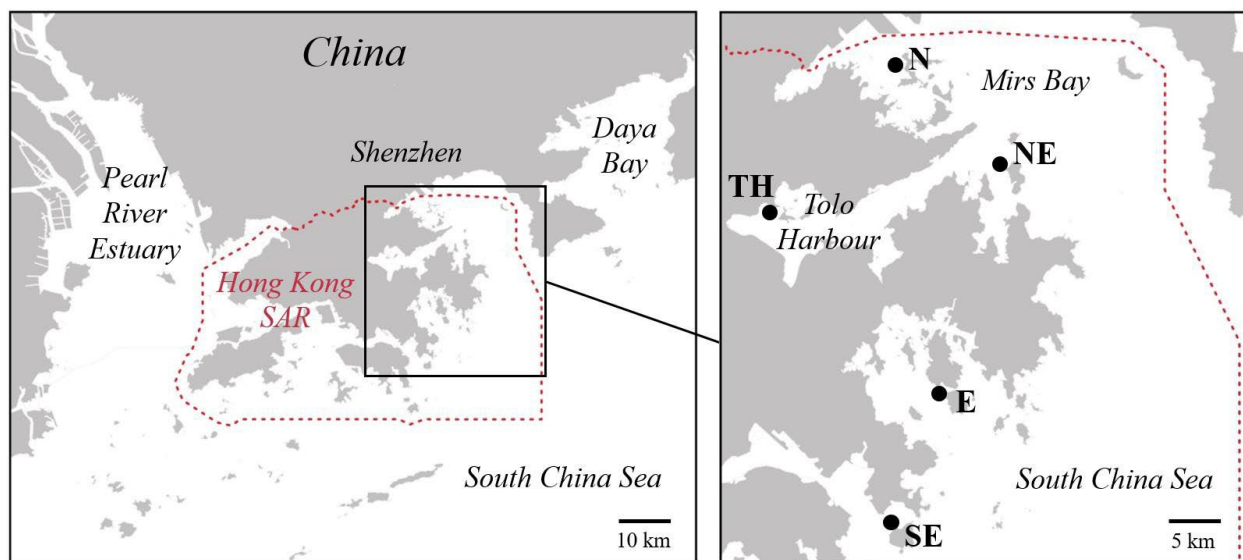 China
Daya
Bay
Shenzhen
Pearl
River
Estuary
Hong Kong
SAR
South China Sea
10 km
N
Mirs Bay
NE
TH
Tolo
Harbour
E
South China Sea
SE
5 km